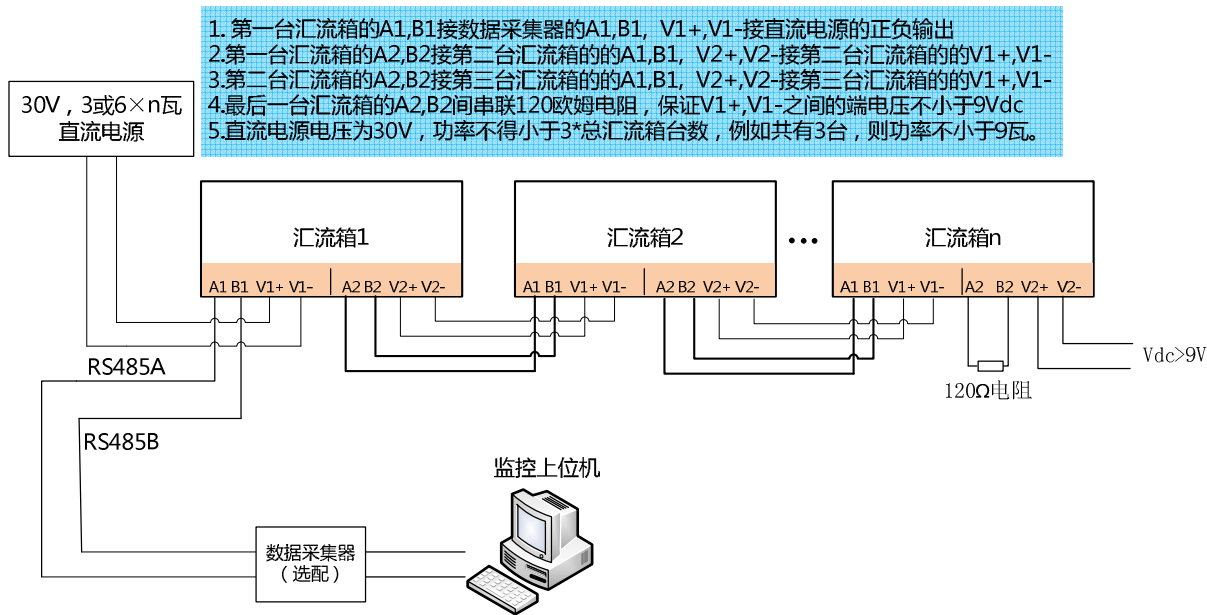 1. 第一台汇流箱的A1,B1接数据采集器的A1,B1, V1+,V1-接直流电源的正负输出
2.第一台汇流箱的A2,B2接第二台汇流箱的的A1,B1, V2+,V2-接第二台汇流箱的的V1+,V1-
3.第二台汇流箱的A2,B2接第三台汇流箱的的A1,B1, V2+,V2-接第三台汇流箱的的V1+,V1-
4.最后一台汇流箱的A2,B2间串联120欧姆电阻，保证V1+,V1-之间的端电压不小于9Vdc
5.直流电源电压为30V，功率不得小于3*总汇流箱台数，例如共有3台，则功率不小于9瓦。
30V，3或6×n瓦
直流电源
汇流箱1
汇流箱2
•••
汇流箱n
A1 B1 V1+ V1- A2 B2 V2+ V2-
A1 B1 V1+ V1- A2 B2 V2+ V2-
A1 B1 V1+ V1- A2 B2 V2+ V2-
Vdc>9V
RS485A
120Ω电阻
RS485B
监控上位机
数据采集器
（选配）